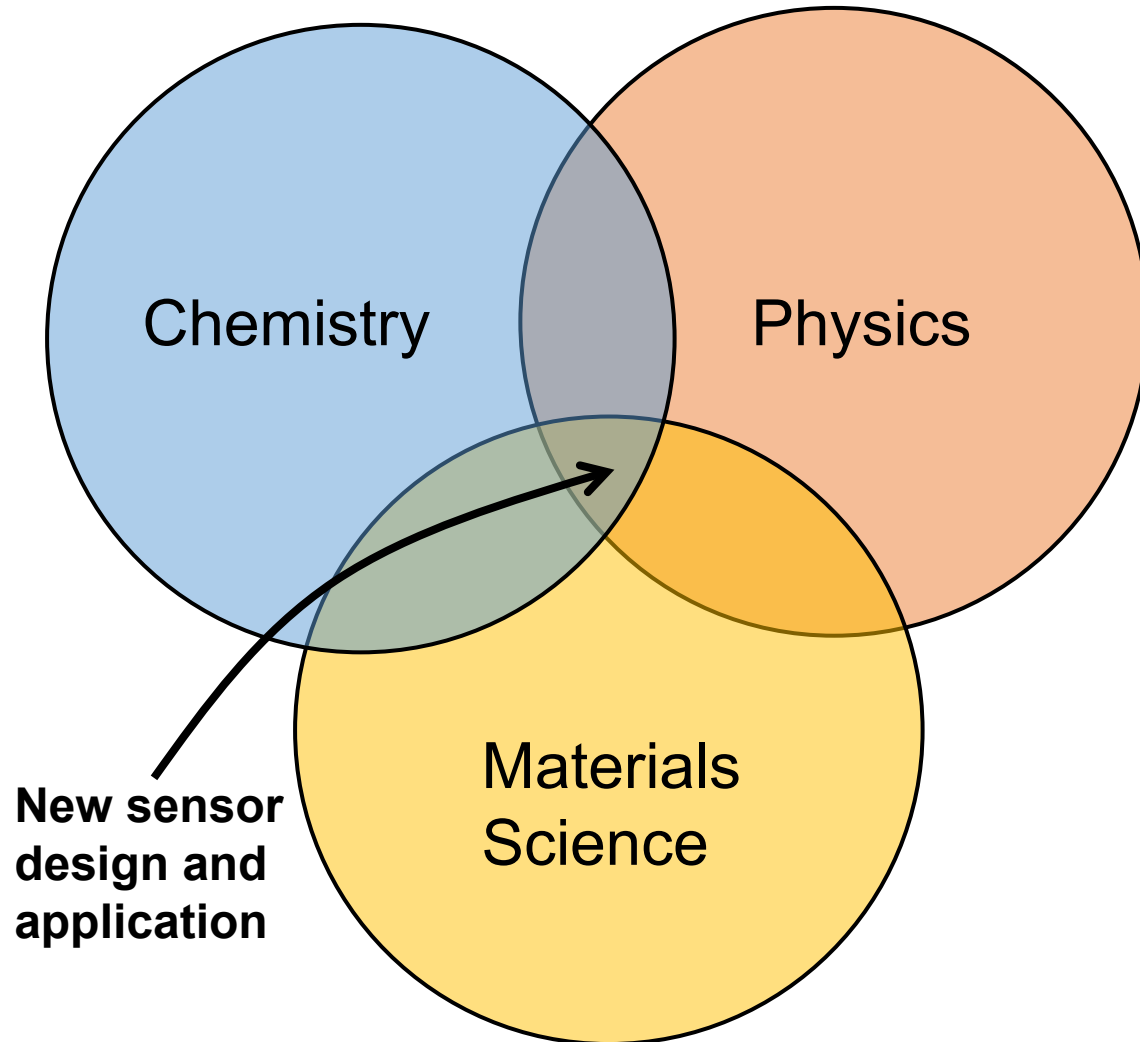 Chemistry
Physics
Materials
Science
New sensor
design and
application